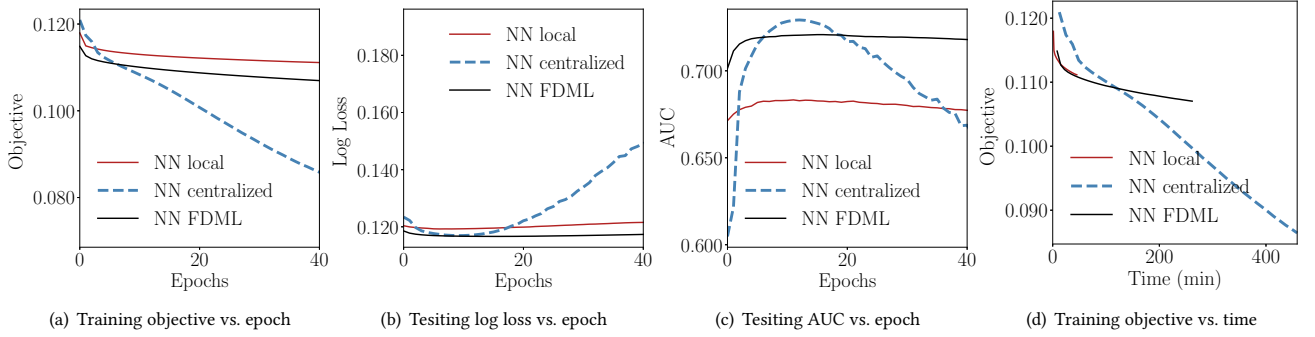 0.120
0.100
0.080
Objective
NN local
NN centralized
NN FDML
0
20
40
Epochs
(a) Training objective vs. epoch
0.180
0.160
0.140
0.120
Log Loss
NN local
NN centralized
NN FDML
0
20
40
Epochs
(b) Tesiting log loss vs. epoch
0.700
0.650
0.600
AUC
NN local
NN centralized
NN FDML
0
20
40
Epochs
(c) Tesiting AUC vs. epoch
0.120
0.110
0.100
0.090
Objective
NN local
NN centralized
NN FDML
0
200
400
Time (min)
(d) Training objective vs. time